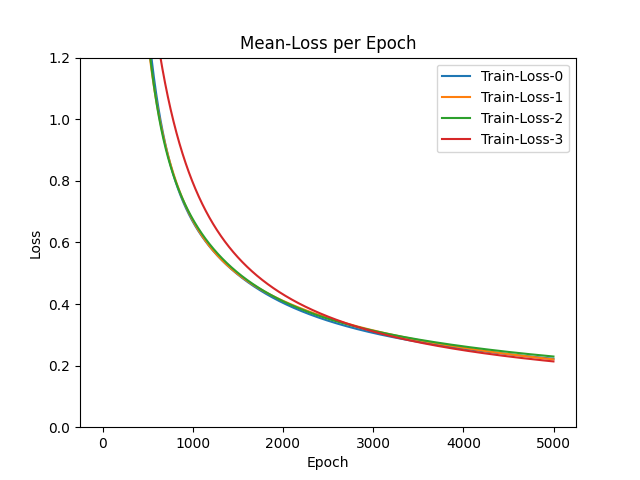 Mean-Loss per Epoch
1.2
1.0
0.8
0.6
0.4
0.2
0.0
Loss
Train-Loss-0
Train-Loss-1
Train-Loss-2
Train-Loss-3
0 1000 2000 3000 4000 5000
Epoch